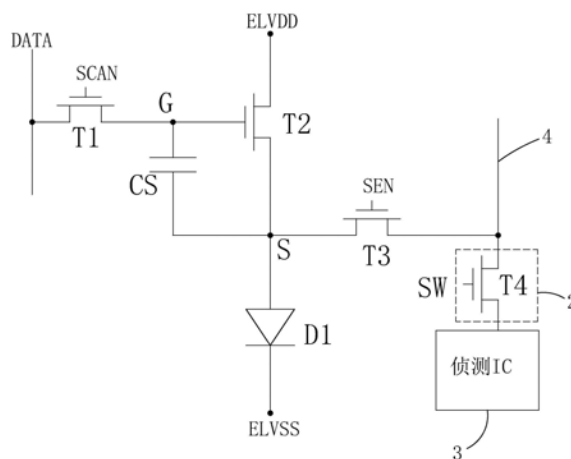 ELVDD
DATA
SCAN
G
T1
T2
4
CS
SEN
S
T3
SW
T4
2
D1
侦测IC
ELVSS
3